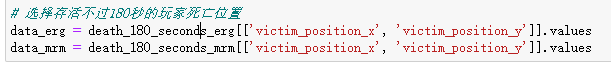 # 选择存活不过180秒的玩家死亡位置
data_erg = death_180_seconds_erg[['victim_position_x', 'victim_position_y']].values
data_mrm = death_180_seconds_mrm[['victim_position_x', 'victim_position_y']].values